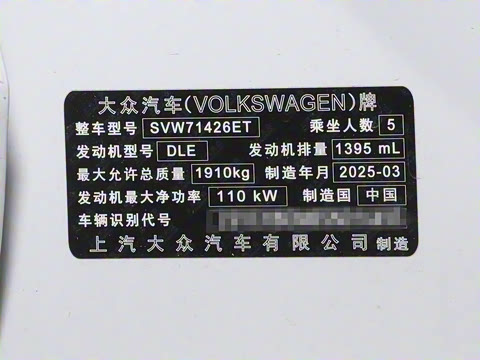 大众汽车(VOLKSWAGEN)牌
整车型号 SVW71426ET 乘坐人数 5
发动机型号 DLE 发动机排量 1395 mL
最大允许总质量 1910kg 制造年月 2025-03
发动机最大净功率 110 kW 制造国 中国
车辆识别代号
上汽大众汽车有限公司 制造